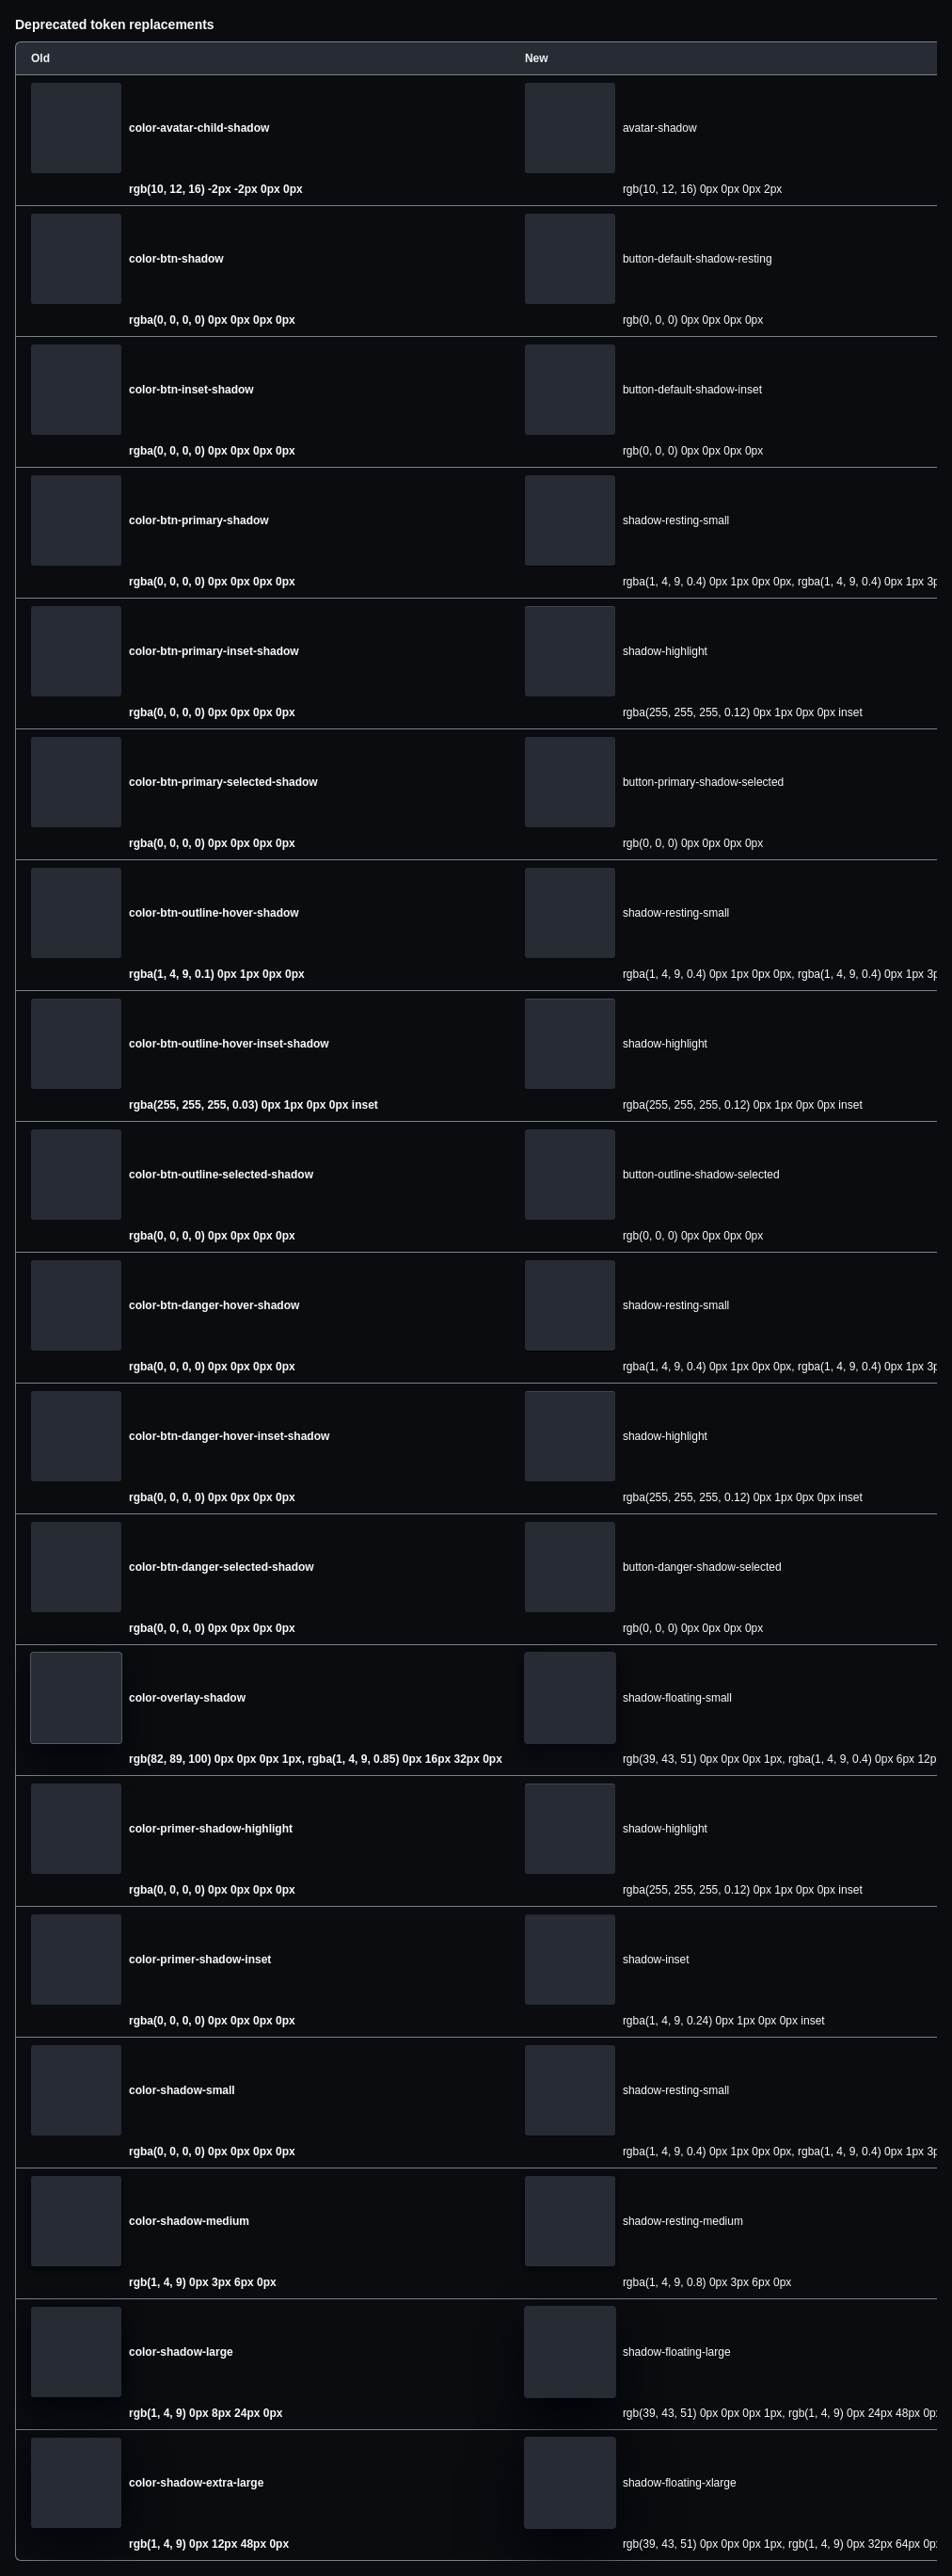 Deprecated token replacements
Old New
color-avatar-child-shadow avatar-shadow
rgb(10, 12, 16) -2px -2px 0px 0px rgb(10, 12, 16) 0px 0px 0px 2px
color-btn-shadow button-default-shadow-resting
rgba(0, 0, 0, 0) 0px 0px 0px 0px rgb(0, 0, 0) 0px 0px 0px 0px
color-btn-inset-shadow button-default-shadow-inset
rgba(0, 0, 0, 0) 0px 0px 0px 0px rgb(0, 0, 0) 0px 0px 0px 0px
color-btn-primary-shadow shadow-resting-small
rgba(0, 0, 0, 0) 0px 0px 0px 0px rgba(1, 4, 9, 0.4) 0px 1px 0px 0px, rgba(1, 4, 9, 0.4) 0px 1px
color-btn-primary-inset-shadow shadow-highlight
rgba(0, 0, 0, 0) 0px 0px 0px 0px rgba(255, 255, 255, 0.12) 0px 1px 0px 0px inset
color-btn-primary-selected-shadow button-primary-shadow-selected
rgba(0, 0, 0, 0) 0px 0px 0px 0px rgb(0, 0, 0) 0px 0px 0px 0px
color-btn-outline-hover-shadow shadow-resting-small
rgba(1, 4, 9, 0.1) 0px 1px 0px 0px rgba(1, 4, 9, 0.4) 0px 1px 0px 0px, rgba(1, 4, 9, 0.4) 0px 1px
color-btn-outline-hover-inset-shadow shadow-highlight
rgba(255, 255, 255, 0.03) 0px 1px 0px 0px inset rgba(255, 255, 255, 0.12) 0px 1px 0px 0px inset
color-btn-outline-selected-shadow button-outline-shadow-selected
rgba(0, 0, 0, 0) 0px 0px 0px 0px rgb(0, 0, 0) 0px 0px 0px 0px
color-btn-danger-hover-shadow shadow-resting-small
rgba(0, 0, 0, 0) 0px 0px 0px 0px rgba(1, 4, 9, 0.4) 0px 1px 0px 0px, rgba(1, 4, 9, 0.4) 0px 1px
color-btn-danger-hover-inset-shadow shadow-highlight
rgba(0, 0, 0, 0) 0px 0px 0px 0px rgba(255, 255, 255, 0.12) 0px 1px 0px 0px inset
color-btn-danger-selected-shadow button-danger-shadow-selected
rgba(0, 0, 0, 0) 0px 0px 0px 0px rgb(0, 0, 0) 0px 0px 0px 0px
color-overlay-shadow shadow-floating-small
rgb(82, 89, 100) 0px 0px 0px 1px, rgba(1, 4, 9, 0.85) 0px 16px 32px 0px rgb(39, 43, 51) 0px 0px 0px 1px, rgba(1, 4, 9, 0.4) 0px 6px
color-primer-shadow-highlight shadow-highlight
rgba(0, 0, 0, 0) 0px 0px 0px 0px rgba(255, 255, 255, 0.12) 0px 1px 0px 0px inset
color-primer-shadow-inset shadow-inset
rgba(0, 0, 0, 0) 0px 0px 0px 0px rgba(1, 4, 9, 0.24) 0px 1px 0px 0px inset
color-shadow-small shadow-resting-small
rgba(0, 0, 0, 0) 0px 0px 0px 0px rgba(1, 4, 9, 0.4) 0px 1px 0px 0px, rgba(1, 4, 9, 0.4) 0px 1px
color-shadow-medium shadow-resting-medium
rgb(1, 4, 9) 0px 3px 6px 0px rgba(1, 4, 9, 0.8) 0px 3px 6px 0px
color-shadow-large shadow-floating-large
rgb(1, 4, 9) 0px 8px 24px 0px rgb(39, 43, 51) 0px 0px 0px 1px, rgb(1, 4, 9) 0px 24px 48px
color-shadow-extra-large shadow-floating-xlarge
rgb(1, 4, 9) 0px 12px 48px 0px rgb(39, 43, 51) 0px 0px 0px 1px, rgb(1, 4, 9) 0px 32px 64px